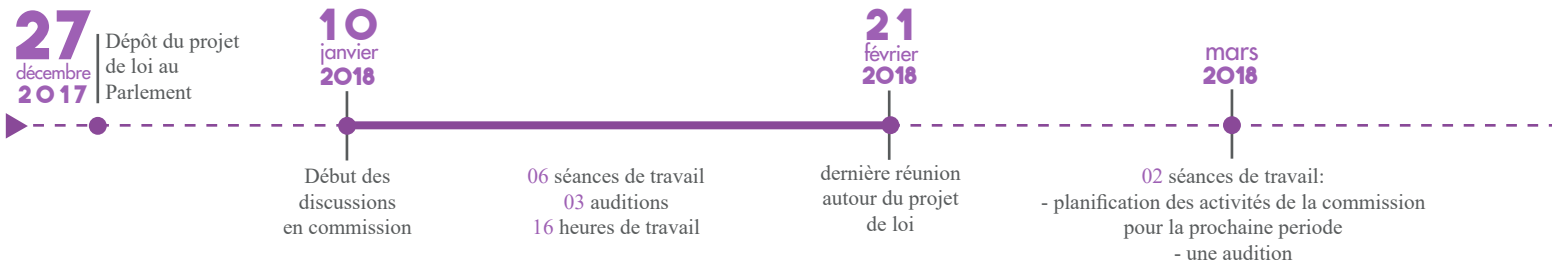 27
décembre
2017
Dépôt du projet
de loi au
Parlement
10
janvier
2018
Début des
discussions
en commission
06 séances de travail
03 auditions
16 heures de travail
21
février
2018
dernière réunion
autour du projet
de loi
mars
2018
02 séances de travail:
- planification des activités de la commission
pour la prochaine periode
- une audition